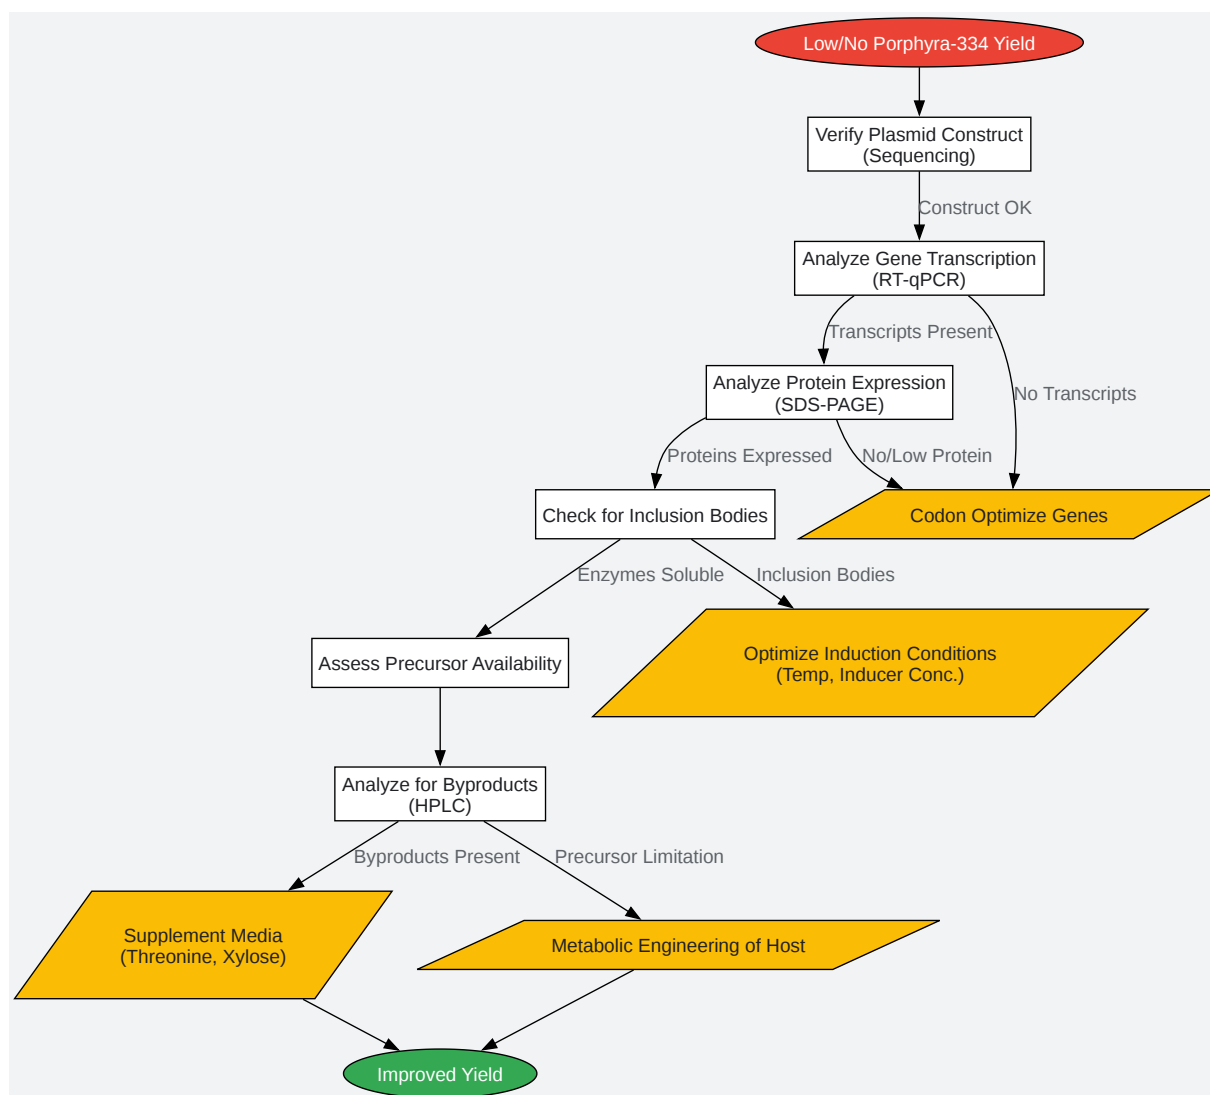 Low/No Porphyra-334 Yield
Verify Plasmid Construct
(Sequencing)
Construct OK
Analyze Gene Transcription
(RT-qPCR)
Transcripts Present
Analyze Protein Expression
(SDS-PAGE)
No Transcripts
Proteins Expressed
No/Low Protein
Check for Inclusion Bodies
Codon Optimize Genes
Enzymes Soluble
Inclusion Bodies
Assess Precursor Availability
Optimize Induction Conditions
(Temp, Inducer Conc.)
Analyze for Byproducts
(HPLC)
Byproducts Present
Precursor Limitation
Supplement Media
(Threonine, Xylose)
Metabolic Engineering of Host
Improved Yield